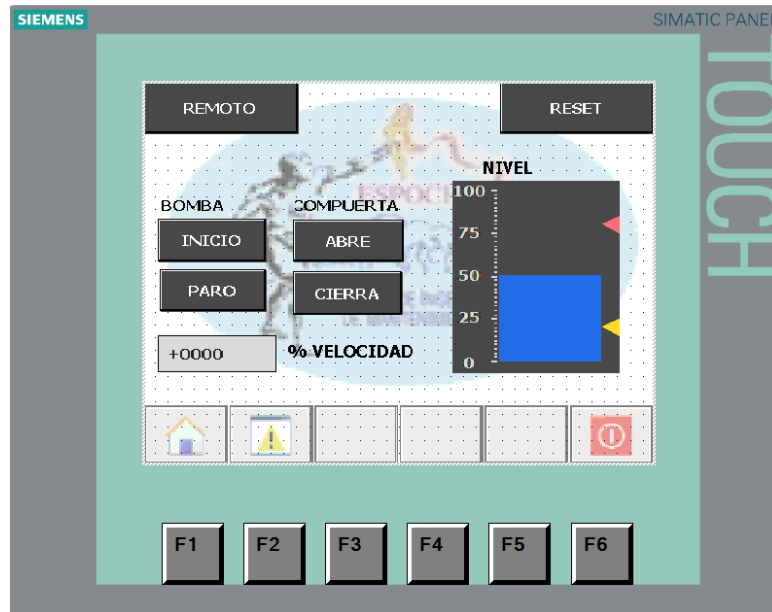 SIEMENS
SIMATIC PANEL
TOUCH
REMOTO
RESET
NIVEL
BOMBA
COMPUERTA
INICIO
ABRE
PARO
CIERRA
100
75
50
25
0
+0000
% VELOCIDAD
ESPOCH
F1
F2
F3
F4
F5
F6